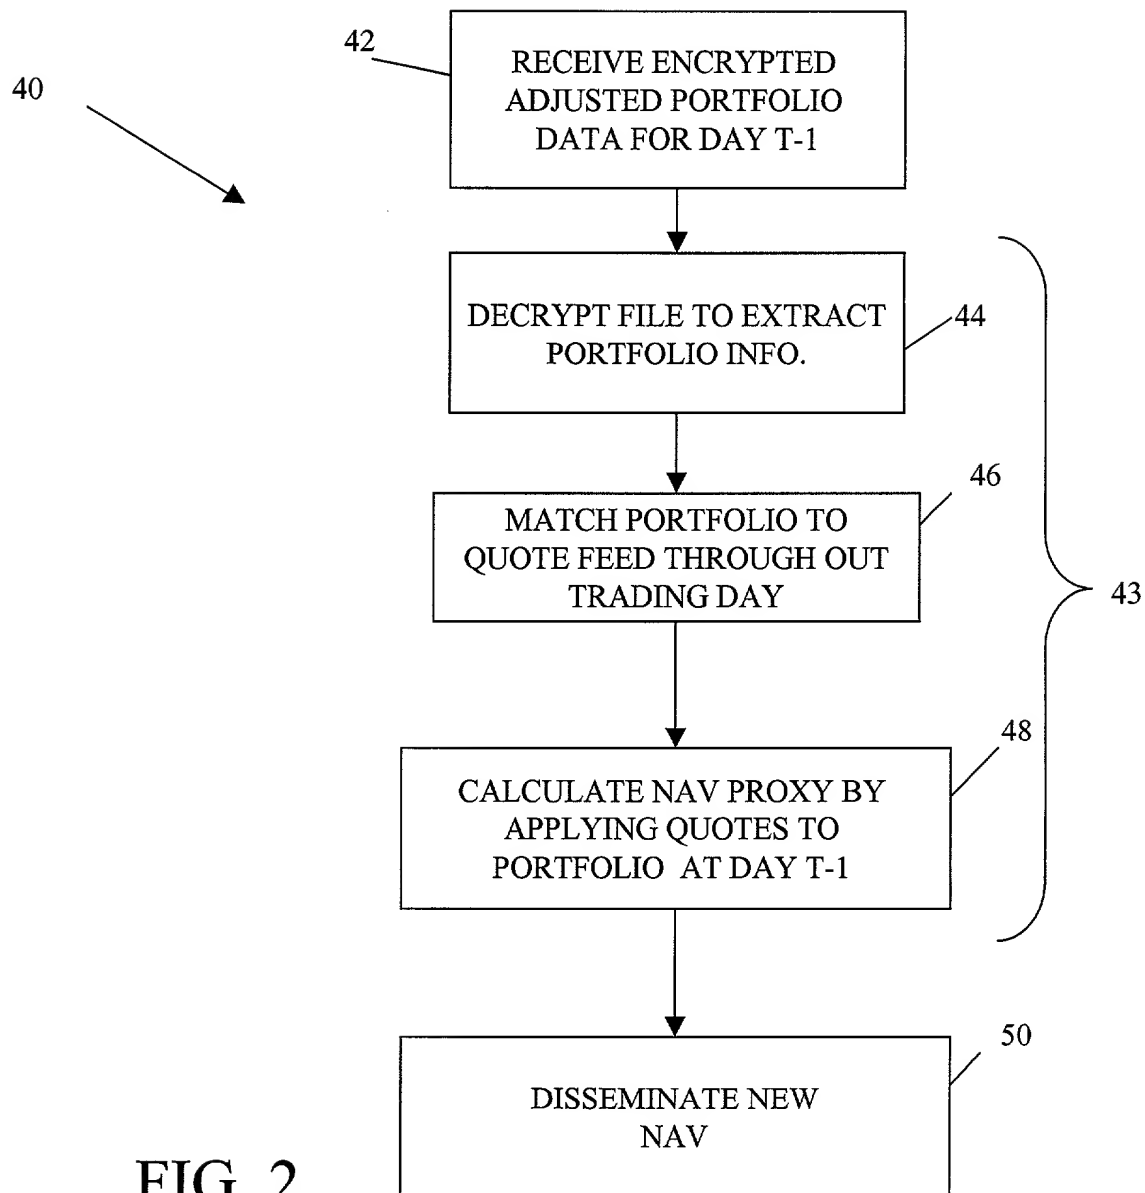 42
RECEIVE ENCRYPTED
ADJUSTED PORTFOLIO
DATA FOR DAY T-1
40
DECRYPT FILE TO EXTRACT
PORTFOLIO INFO.
44
46
MATCH PORTFOLIO TO
QUOTE FEED THROUGH OUT
TRADING DAY
43
48
CALCULATE NAV PROXY BY
APPLYING QUOTES TO
PORTFOLIO AT DAY T-1
50
DISSEMINATE NEW
NAV
FIG. 2